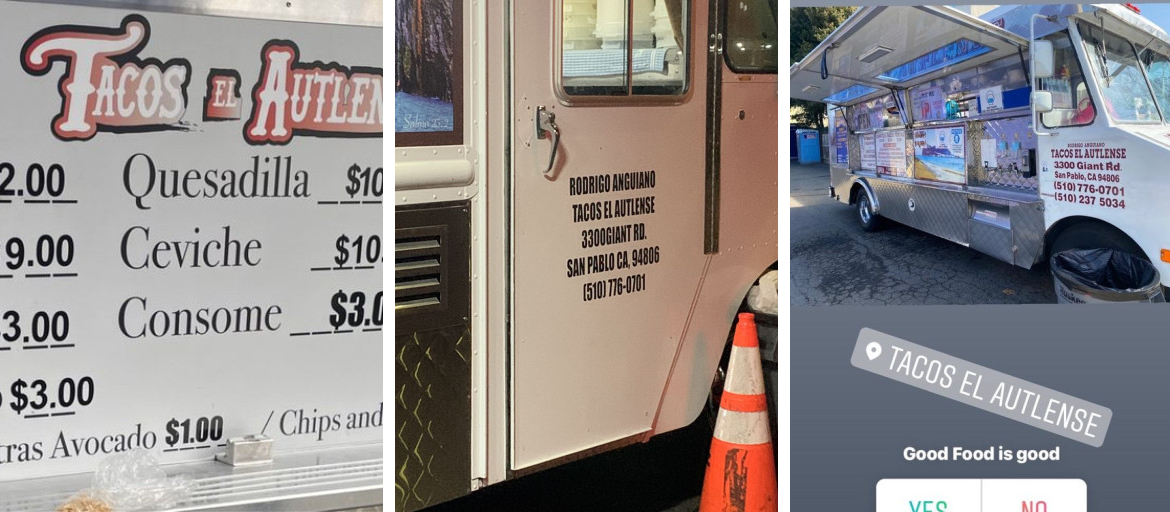 TACOS EL AUTLEN
2.00 Quesadilla $10
9.00 Ceviche $10.
3.00 Consome $3.0
$3.00
tras Avocado $1.00 / Chips and
RODRIGO ANGUIANO
TACOS EL AUTLENSE
3300GIANT RD.
SAN PABLO CA, 94806
(510) 776-0701
RODRIGO ANGUIANO
TACOS EL AUTLENSE
3300 Giant Rd.
San Pablo, CA 94806
(510) 776-0701
(510) 237 5034
TACOS EL AUTLENSE
Good Food is good
YES NO